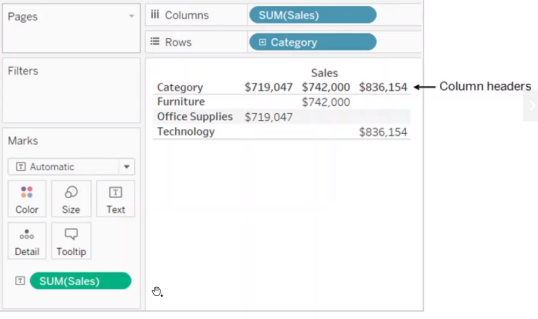 Pages
Columns
SUM(Sales)
Rows
Category
Filters
Sales
Category $719,047 $742,000 $836,154
Column headers
Furniture $742,000
Office Supplies $719,047
Technology $836,154
Marks
Automatic
Color Size Text
Detail Tooltip
SUM(Sales)